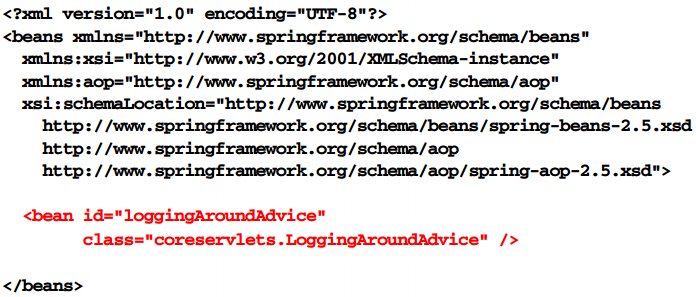 <?xml version="1.0" encoding="UTF-8"?>
<beans xmlns="http://www.springframework.org/schema/beans"
  xmlns:xsi="http://www.w3.org/2001/XMLSchema-instance"
  xmlns:aop="http://www.springframework.org/schema/aop"
  xsi:schemaLocation="http://www.springframework.org/schema/beans
    http://www.springframework.org/schema/beans/spring-beans-2.5.xsd
    http://www.springframework.org/schema/aop
    http://www.springframework.org/schema/aop/spring-aop-2.5.xsd">
  <bean id="loggingAroundAdvice"
        class="coreservlets.LoggingAroundAdvice" />
</beans>